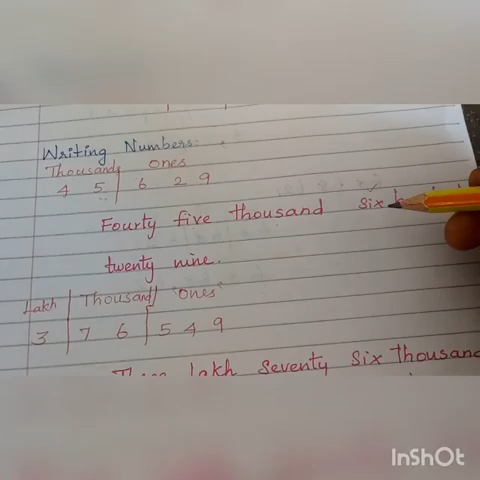 Writing Numbers:
Thousands Ones
4 5 6 2 9
Fourty five thousand six
twenty nine.
Lakh Thousand "Ones"
3 7 6 5 4 9
lakh seventy six thousand
InShOt